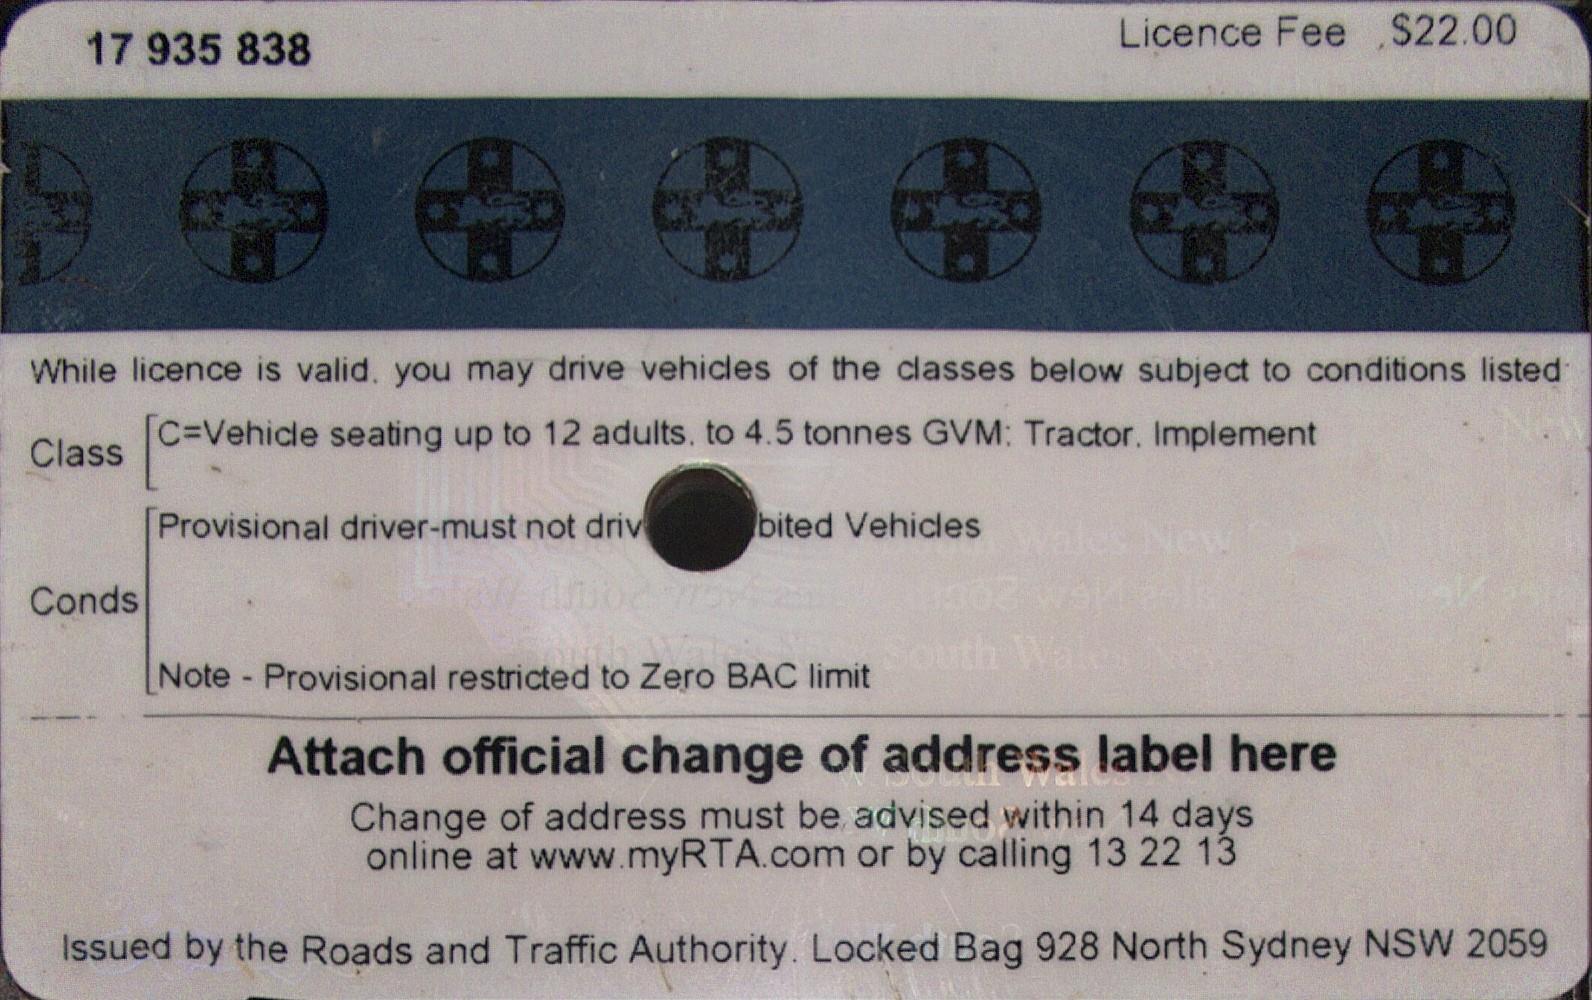 17 935 838
Licence Fee $22.00
While licence is valid, you may drive vehicles of the classes below subject to conditions listed
Class
C=Vehicle seating up to 12 adults, to 4.5 tonnes GVM; Tractor, Implement
Conds
Provisional driver-must not driv bited Vehicles
Note - Provisional restricted to Zero BAC limit
Attach official change of address label here
Change of address must be advised within 14 days
online at www.myRTA.com or by calling 13 22 13
Issued by the Roads and Traffic Authority. Locked Bag 928 North Sydney NSW 2059